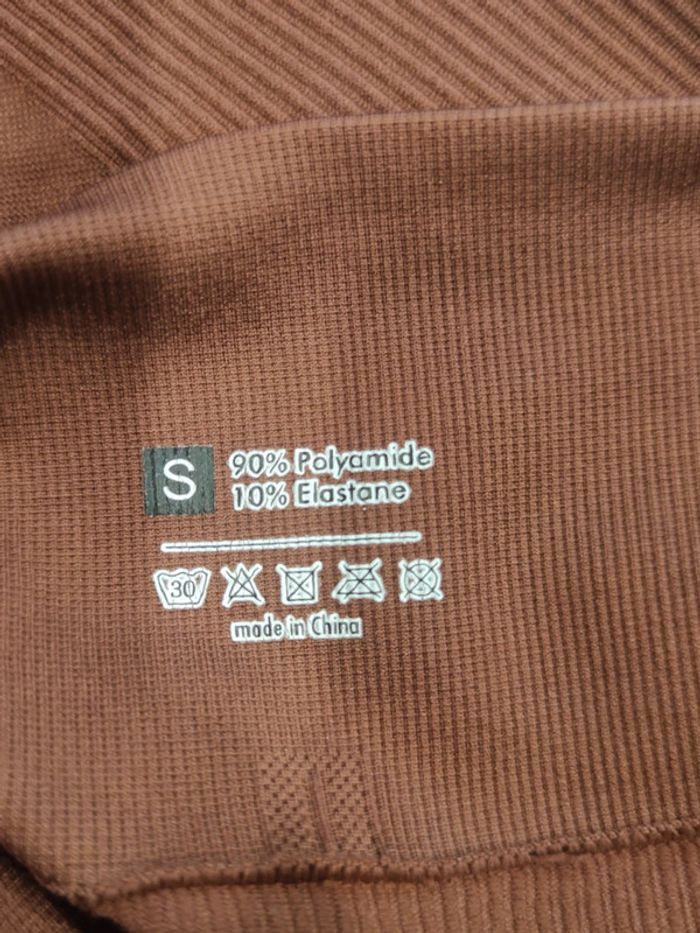 S
90% Polyamide
10% Elastane
30
made in China